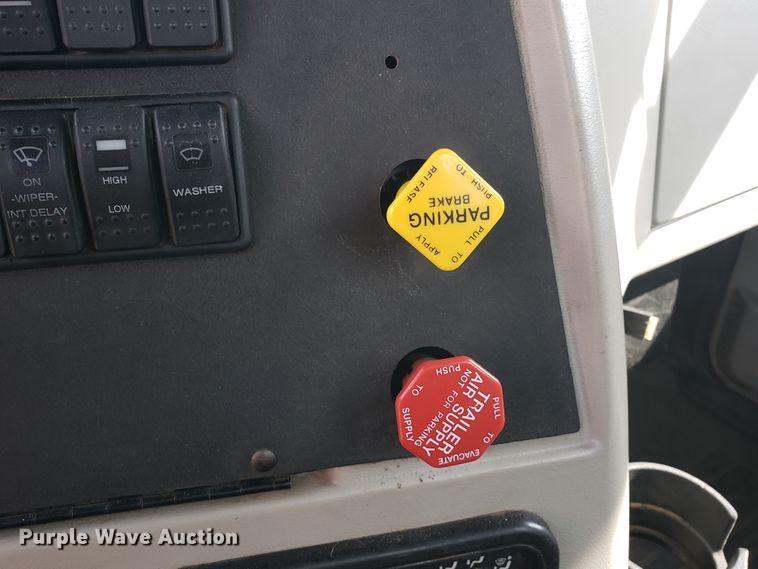 ON
-WIPER-
INT DELAY
HIGH
LOW
WASHER
PUSH TO
RELEASE
PARKING
BRAKE
PULL TO
APPLY
PUSH
TO
SUPPLY
TRAILER
AIR SUPPLY
NOT FOR PARKING
PULL
TO
EVACUATE
Purple Wave Auction